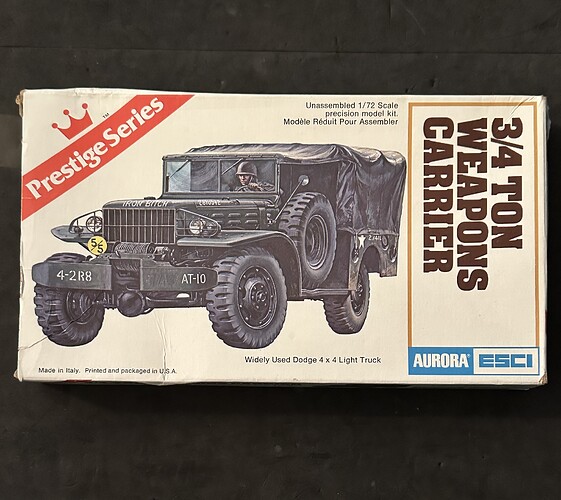 Prestige Series™
Unassembled 1/72 Scale
precision model kit.
Modèle Réduit Pour Assembler
3/4 TON
WEAPONS
CARRIER
IRON BITCH
5/5
4-2R8
AT-10
Widely Used Dodge 4 x 4 Light Truck
Made in Italy. Printed and packaged in U.S.A.
AURORA®
ESCI